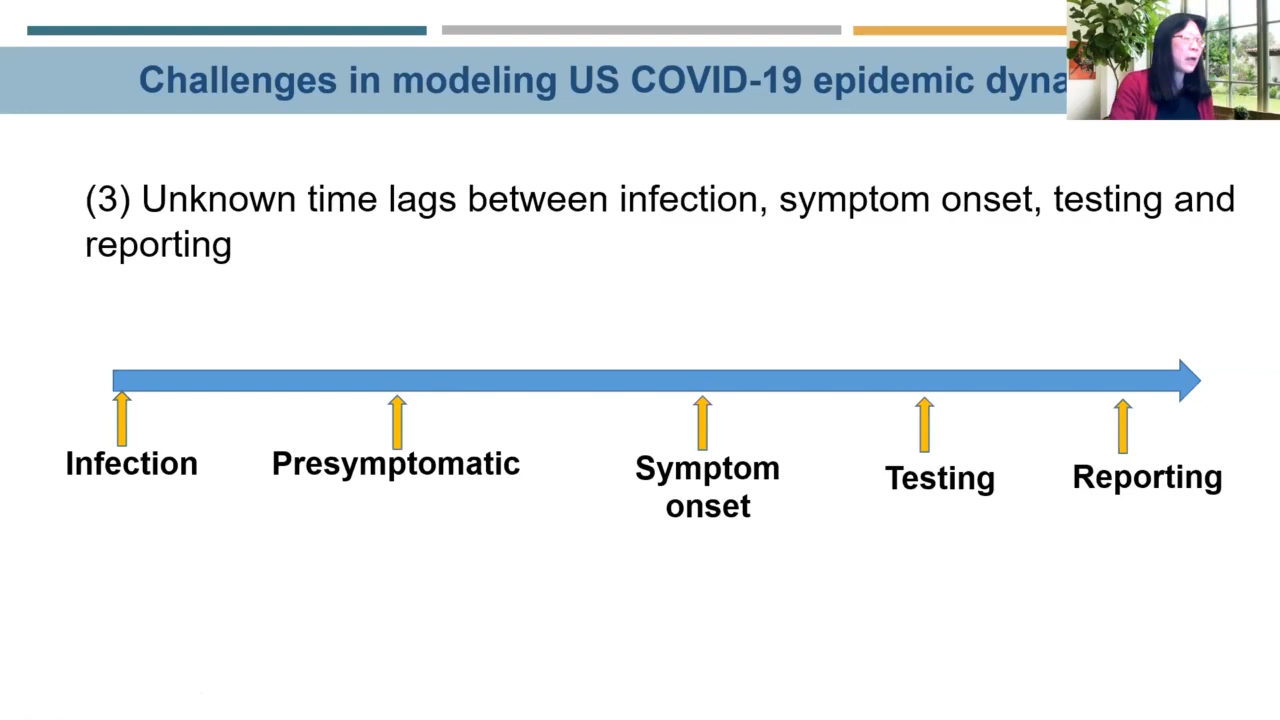 Challenges in modeling US COVID-19 epidemic
(3) Unknown time lags between infection, symptom onset, testing and
reporting
Infection
Presymptomatic
Symptom
onset
Testing
Reporting